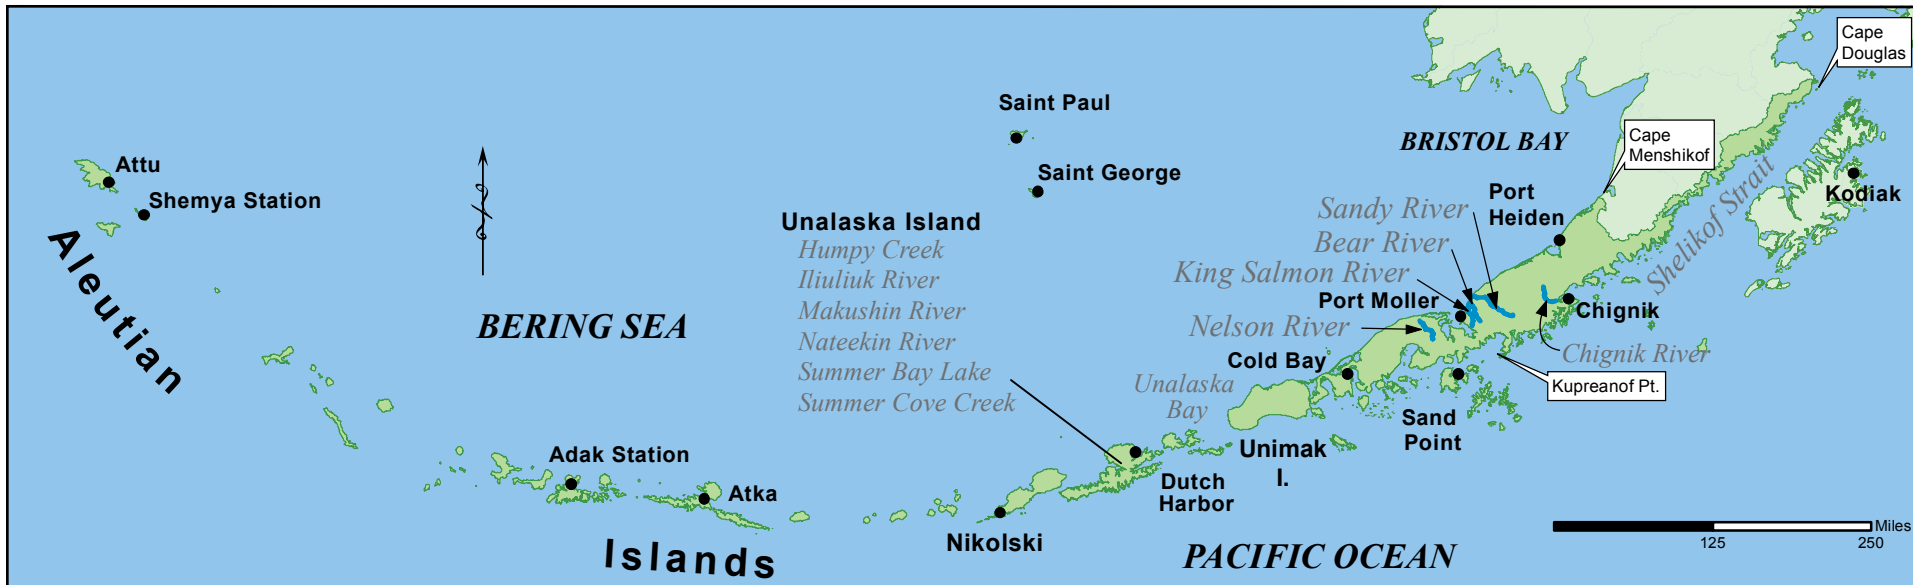 Cape
Douglas
Saint Paul
BRISTOL BAY
Cape
Menshikof
Attu
Saint George
Shemya Station
Kodiak
Port
Heiden
Sandy River
Unalaska Island
Humpy Creek
Iliuliuk River
Makushin River
Nateekin River
Summer Bay Lake
Summer Cove Creek
Bear River
King Salmon River
Shelikof Strait
Port Moller
Chignik
Nelson River
Chignik River
Aleutian
BERING SEA
Cold Bay
Kupreanof Pt.
Unalaska
Bay
Sand
Point
Unimak
I.
Adak Station
Atka
Dutch
Harbor
Nikolski
Islands
PACIFIC OCEAN
Miles
125
250